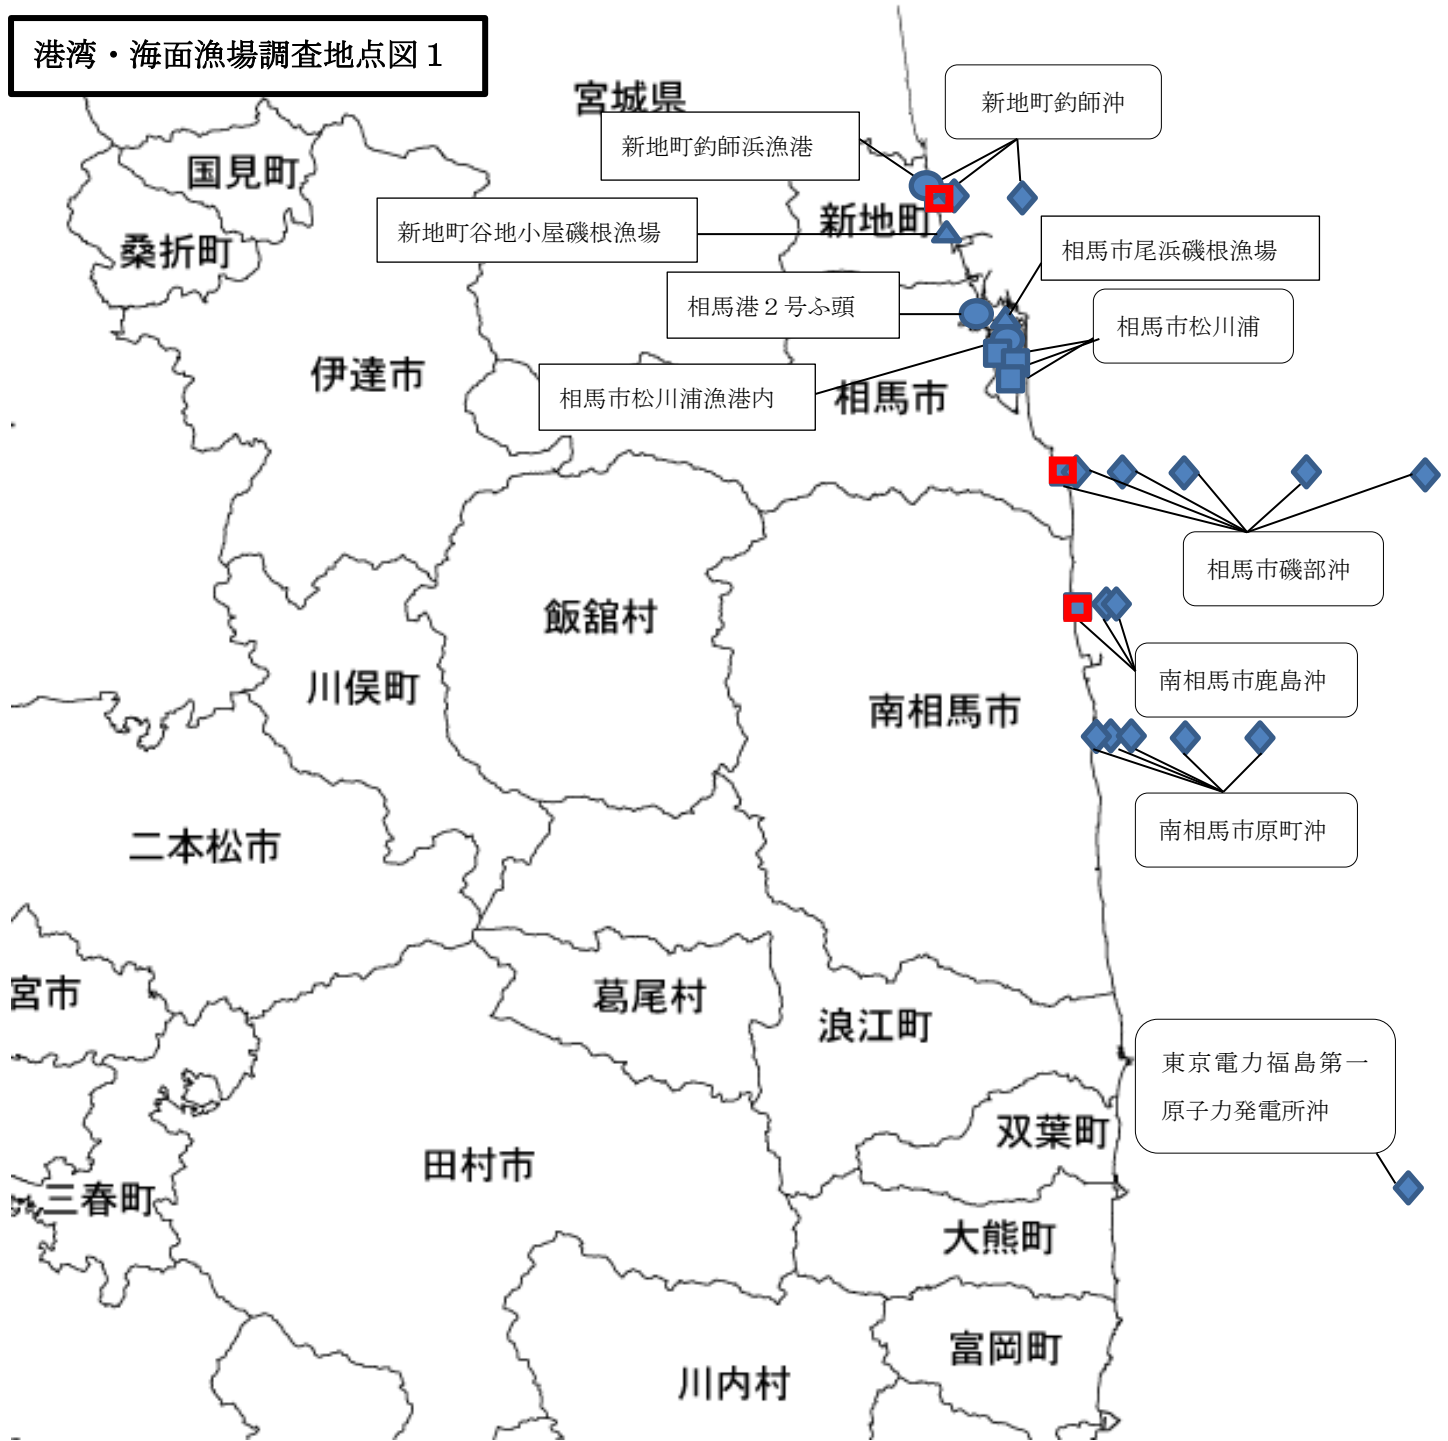 港湾・海面漁場調査地点図１
宮城県
新地町釣師沖
新地町釣師浜漁港
国見町
新地町
新地町谷地小屋磯根漁場
桑折町
相馬市尾浜磯根漁場
相馬港２号ふ頭
相馬市松川浦
伊達市
相馬市松川浦漁港内
相馬市
相馬市磯部沖
飯舘村
川俣町
南相馬市鹿島沖
南相馬市
南相馬市原町沖
二本松市
宮市
葛尾村
浪江町
東京電力福島第一
原子力発電所沖
双葉町
田村市
三春町
大熊町
富岡町
川内村